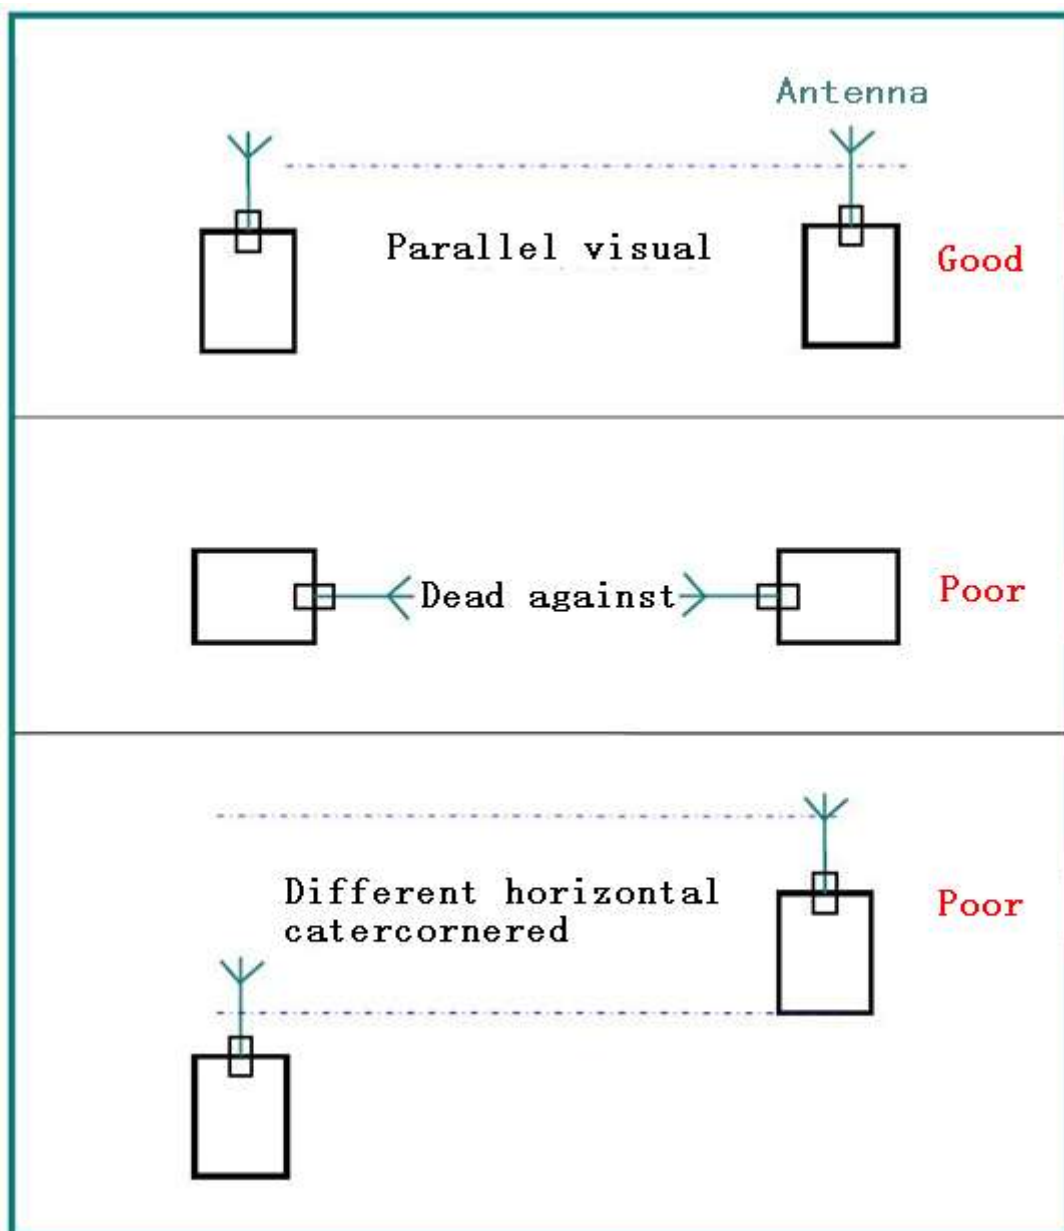 Antenna
Parallel visual
Good
Dead against
Poor
Different horizontal
catercornered
Poor